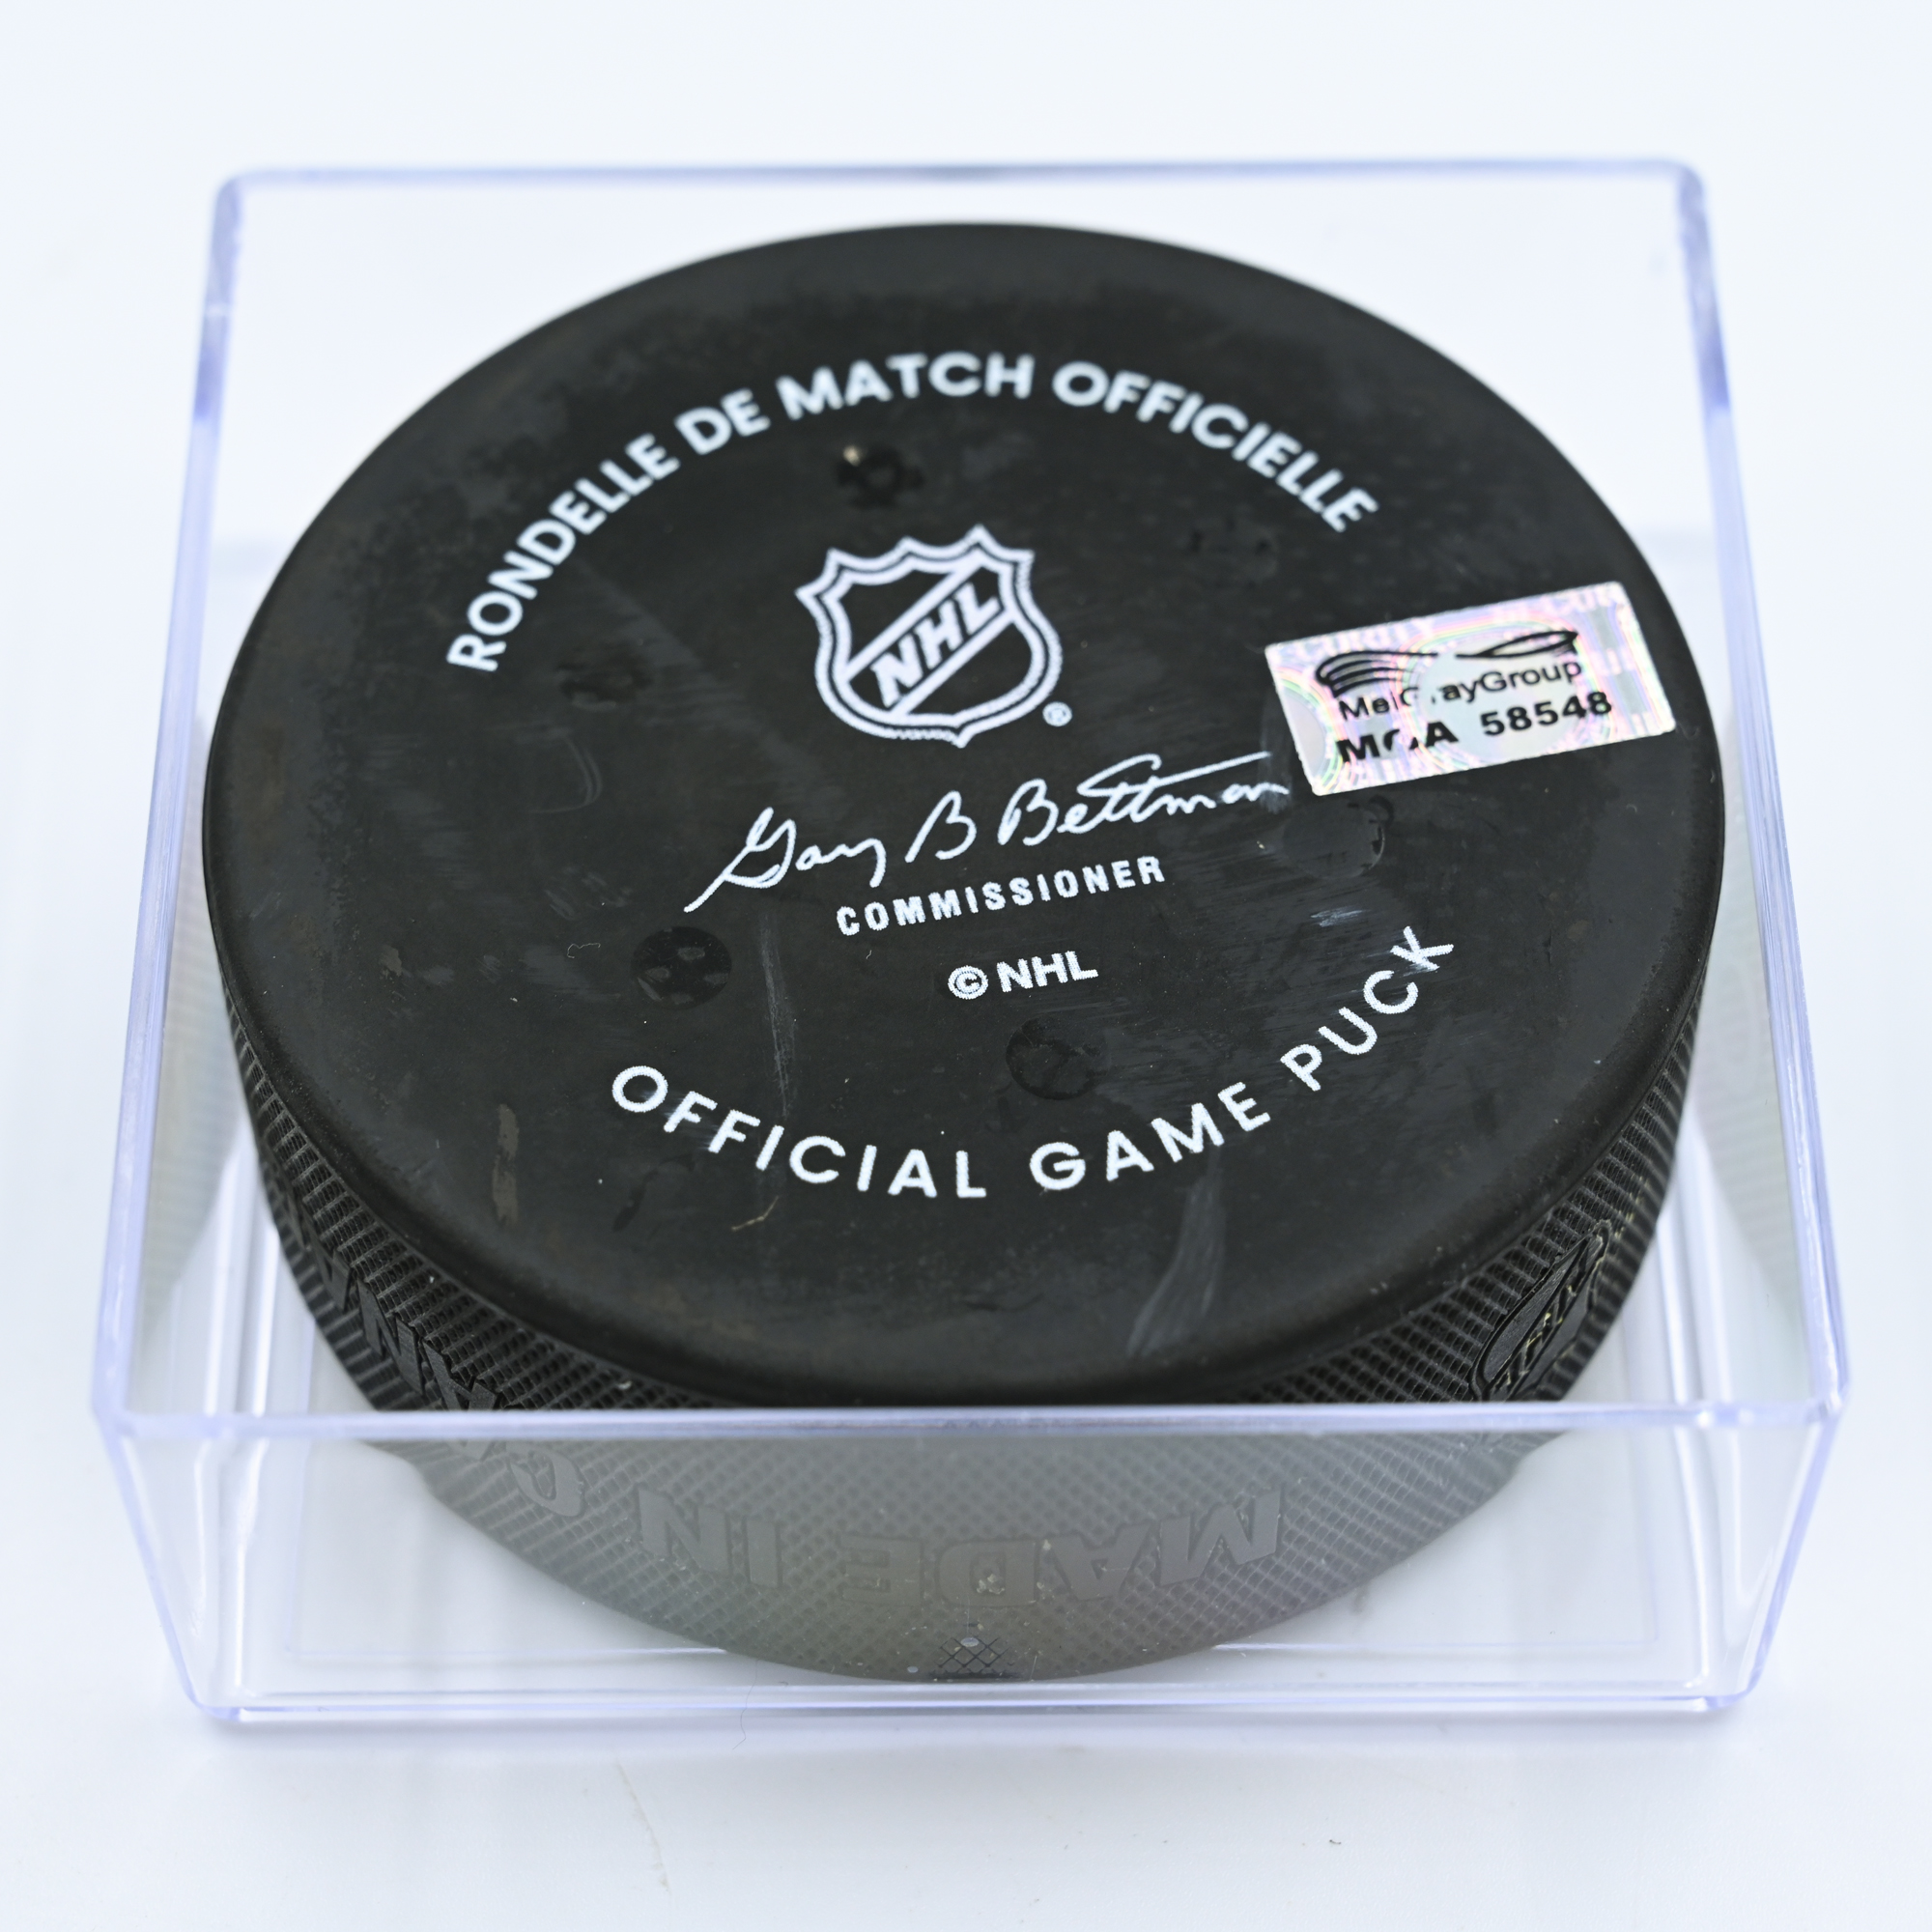 RONDELLE DE MATCH OFFICIELLE
NHL
®
MeiGrayGroup
MGA 58548
Gary B Bettman
COMMISSIONER
© NHL
OFFICIAL GAME PUCK
MADE IN